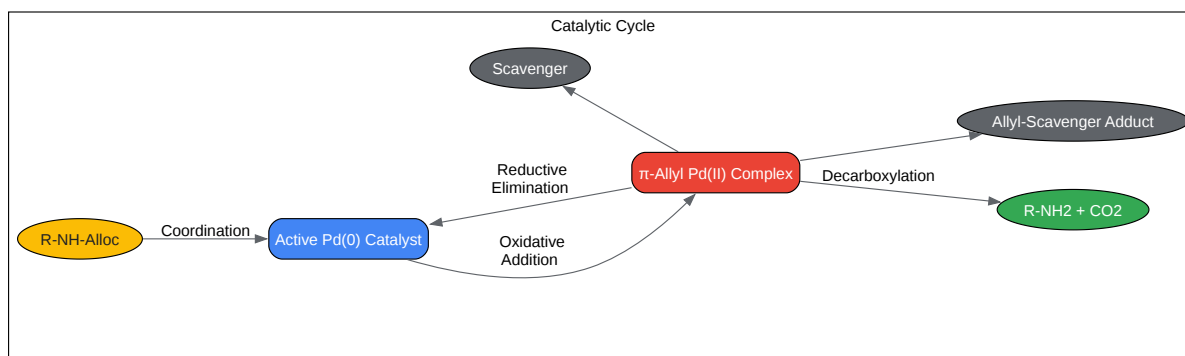 Catalytic Cycle
Scavenger
Allyl-Scavenger Adduct
π-Allyl Pd(II) Complex
Reductive
Elimination
Decarboxylation
R-NH2 + CO2
R-NH-Alloc
Coordination
Active Pd(0) Catalyst
Oxidative
Addition